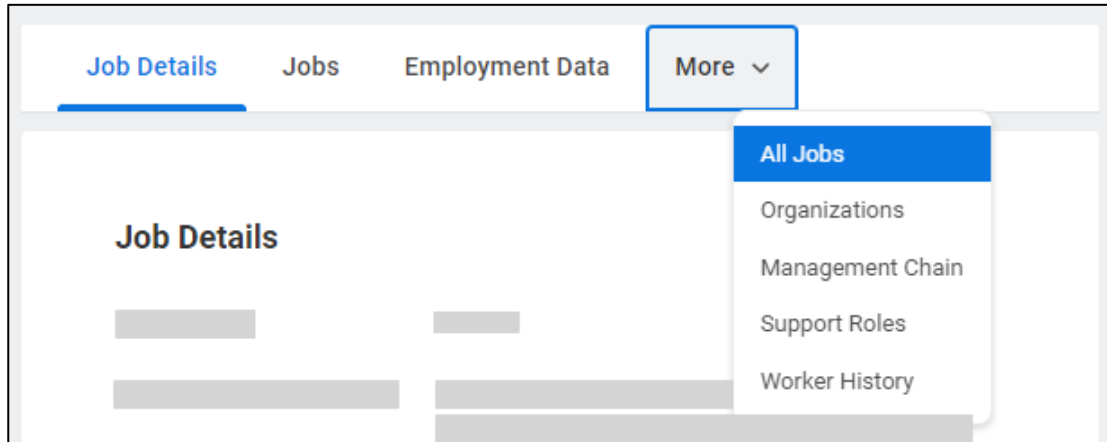 Job Details Jobs Employment Data More
All Jobs
Organizations
Job Details
Management Chain
Support Roles
Worker History